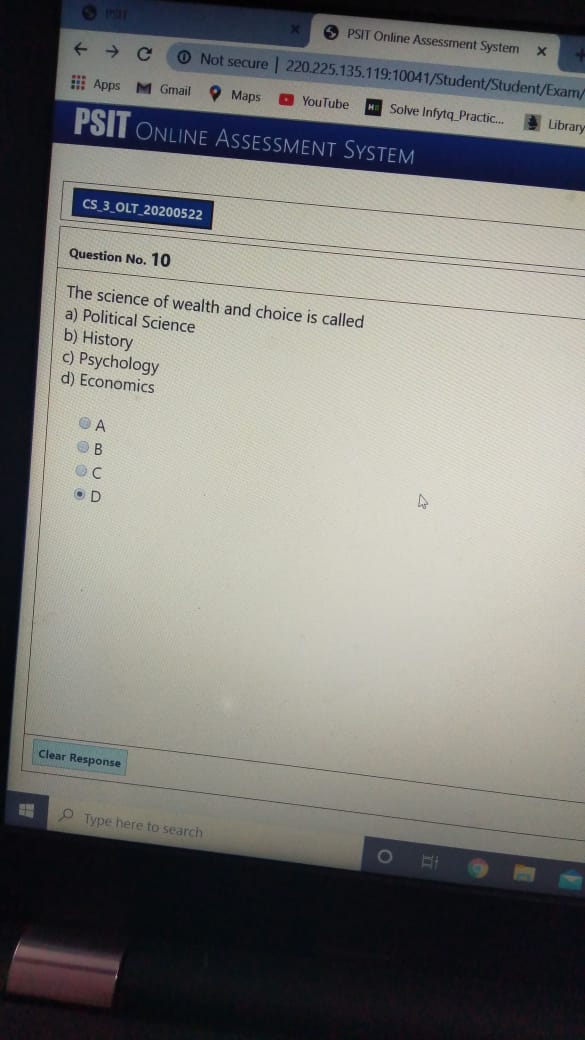 PSIT
PSIT Online Assessment System
Not secure | 220.225.135.119:10041/Student/Student/Exam/
Apps Gmail Maps YouTube Solve Infytq_Practic... Library
PSIT ONLINE ASSESSMENT SYSTEM
CS_3_OLT_20200522
Question No. 10
The science of wealth and choice is called
a) Political Science
b) History
c) Psychology
d) Economics
A
B
C
D
Clear Response
Type here to search